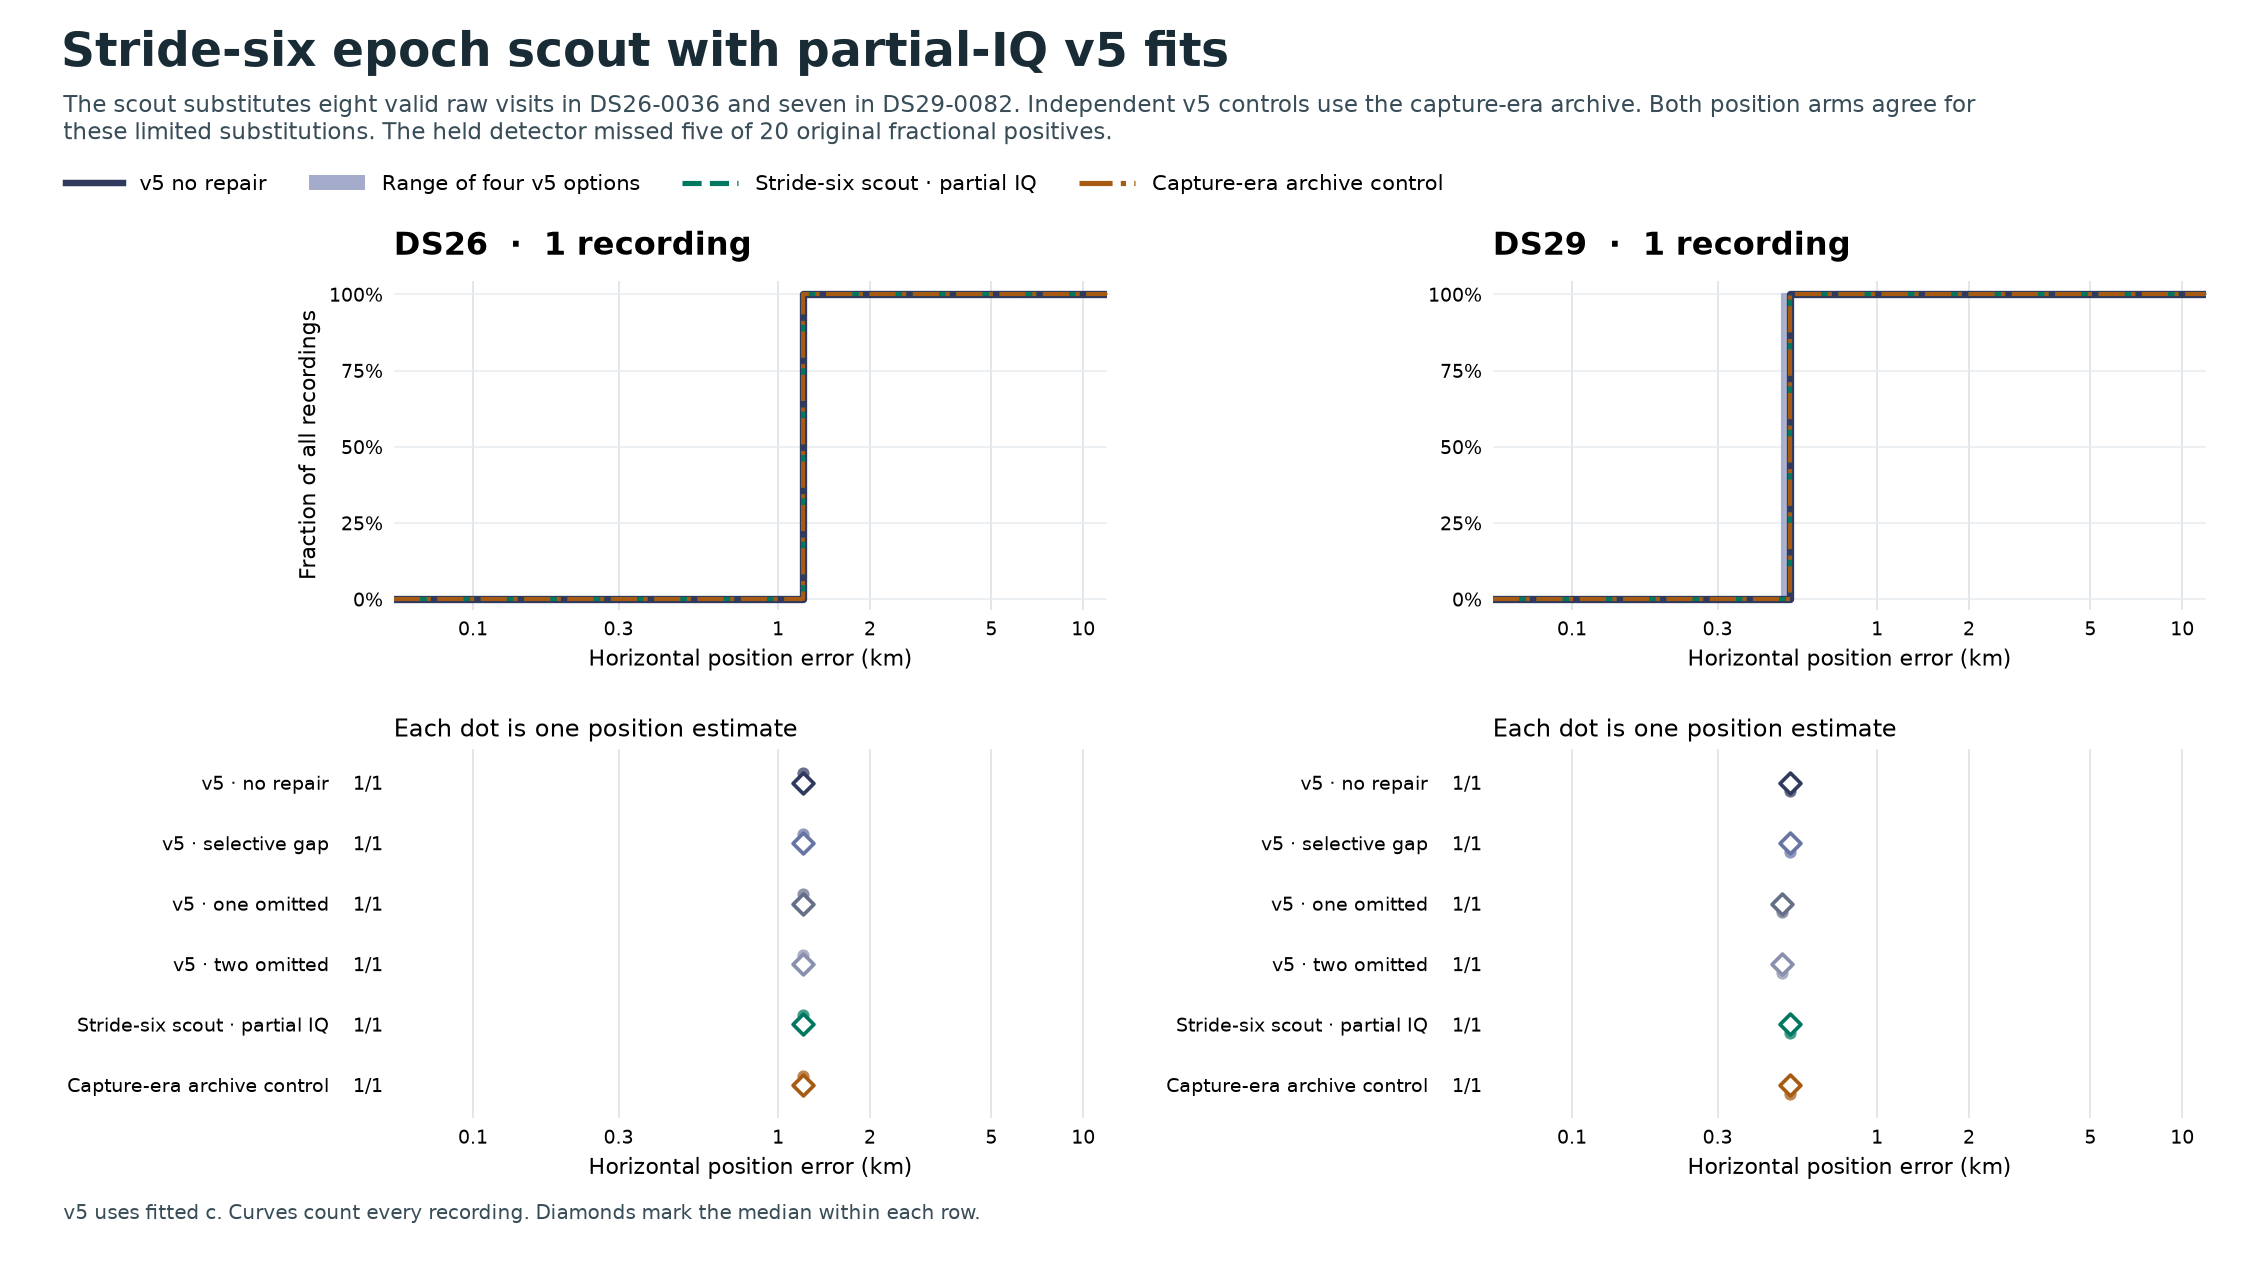 Stride-six epoch scout with partial-IQ v5 fits
The scout substitutes eight valid raw visits in DS26-0036 and seven in DS29-0082. Independent v5 controls use the capture-era archive. Both position arms agree for
these limited substitutions. The held detector missed five of 20 original fractional positives.
v5 no repair
Range of four v5 options
Stride-six scout · partial IQ
Capture-era archive control
DS26 · 1 recording
Fraction of all recordings
100%
75%
50%
25%
0%
0.1 0.3 1 2 5 10
Horizontal position error (km)
DS29 · 1 recording
100%
75%
50%
25%
0%
0.1 0.3 1 2 5 10
Horizontal position error (km)
Each dot is one position estimate
v5 · no repair 1/1
v5 · selective gap 1/1
v5 · one omitted 1/1
v5 · two omitted 1/1
Stride-six scout · partial IQ 1/1
Capture-era archive control 1/1
0.1 0.3 1 2 5 10
Horizontal position error (km)
Each dot is one position estimate
v5 · no repair 1/1
v5 · selective gap 1/1
v5 · one omitted 1/1
v5 · two omitted 1/1
Stride-six scout · partial IQ 1/1
Capture-era archive control 1/1
0.1 0.3 1 2 5 10
Horizontal position error (km)
v5 uses fitted c. Curves count every recording. Diamonds mark the median within each row.